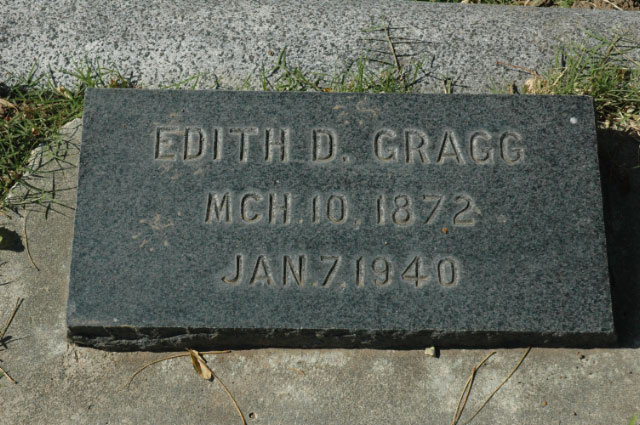 EDITH D. GRAGG
MCH. 10, 1872
JAN. 7, 1940